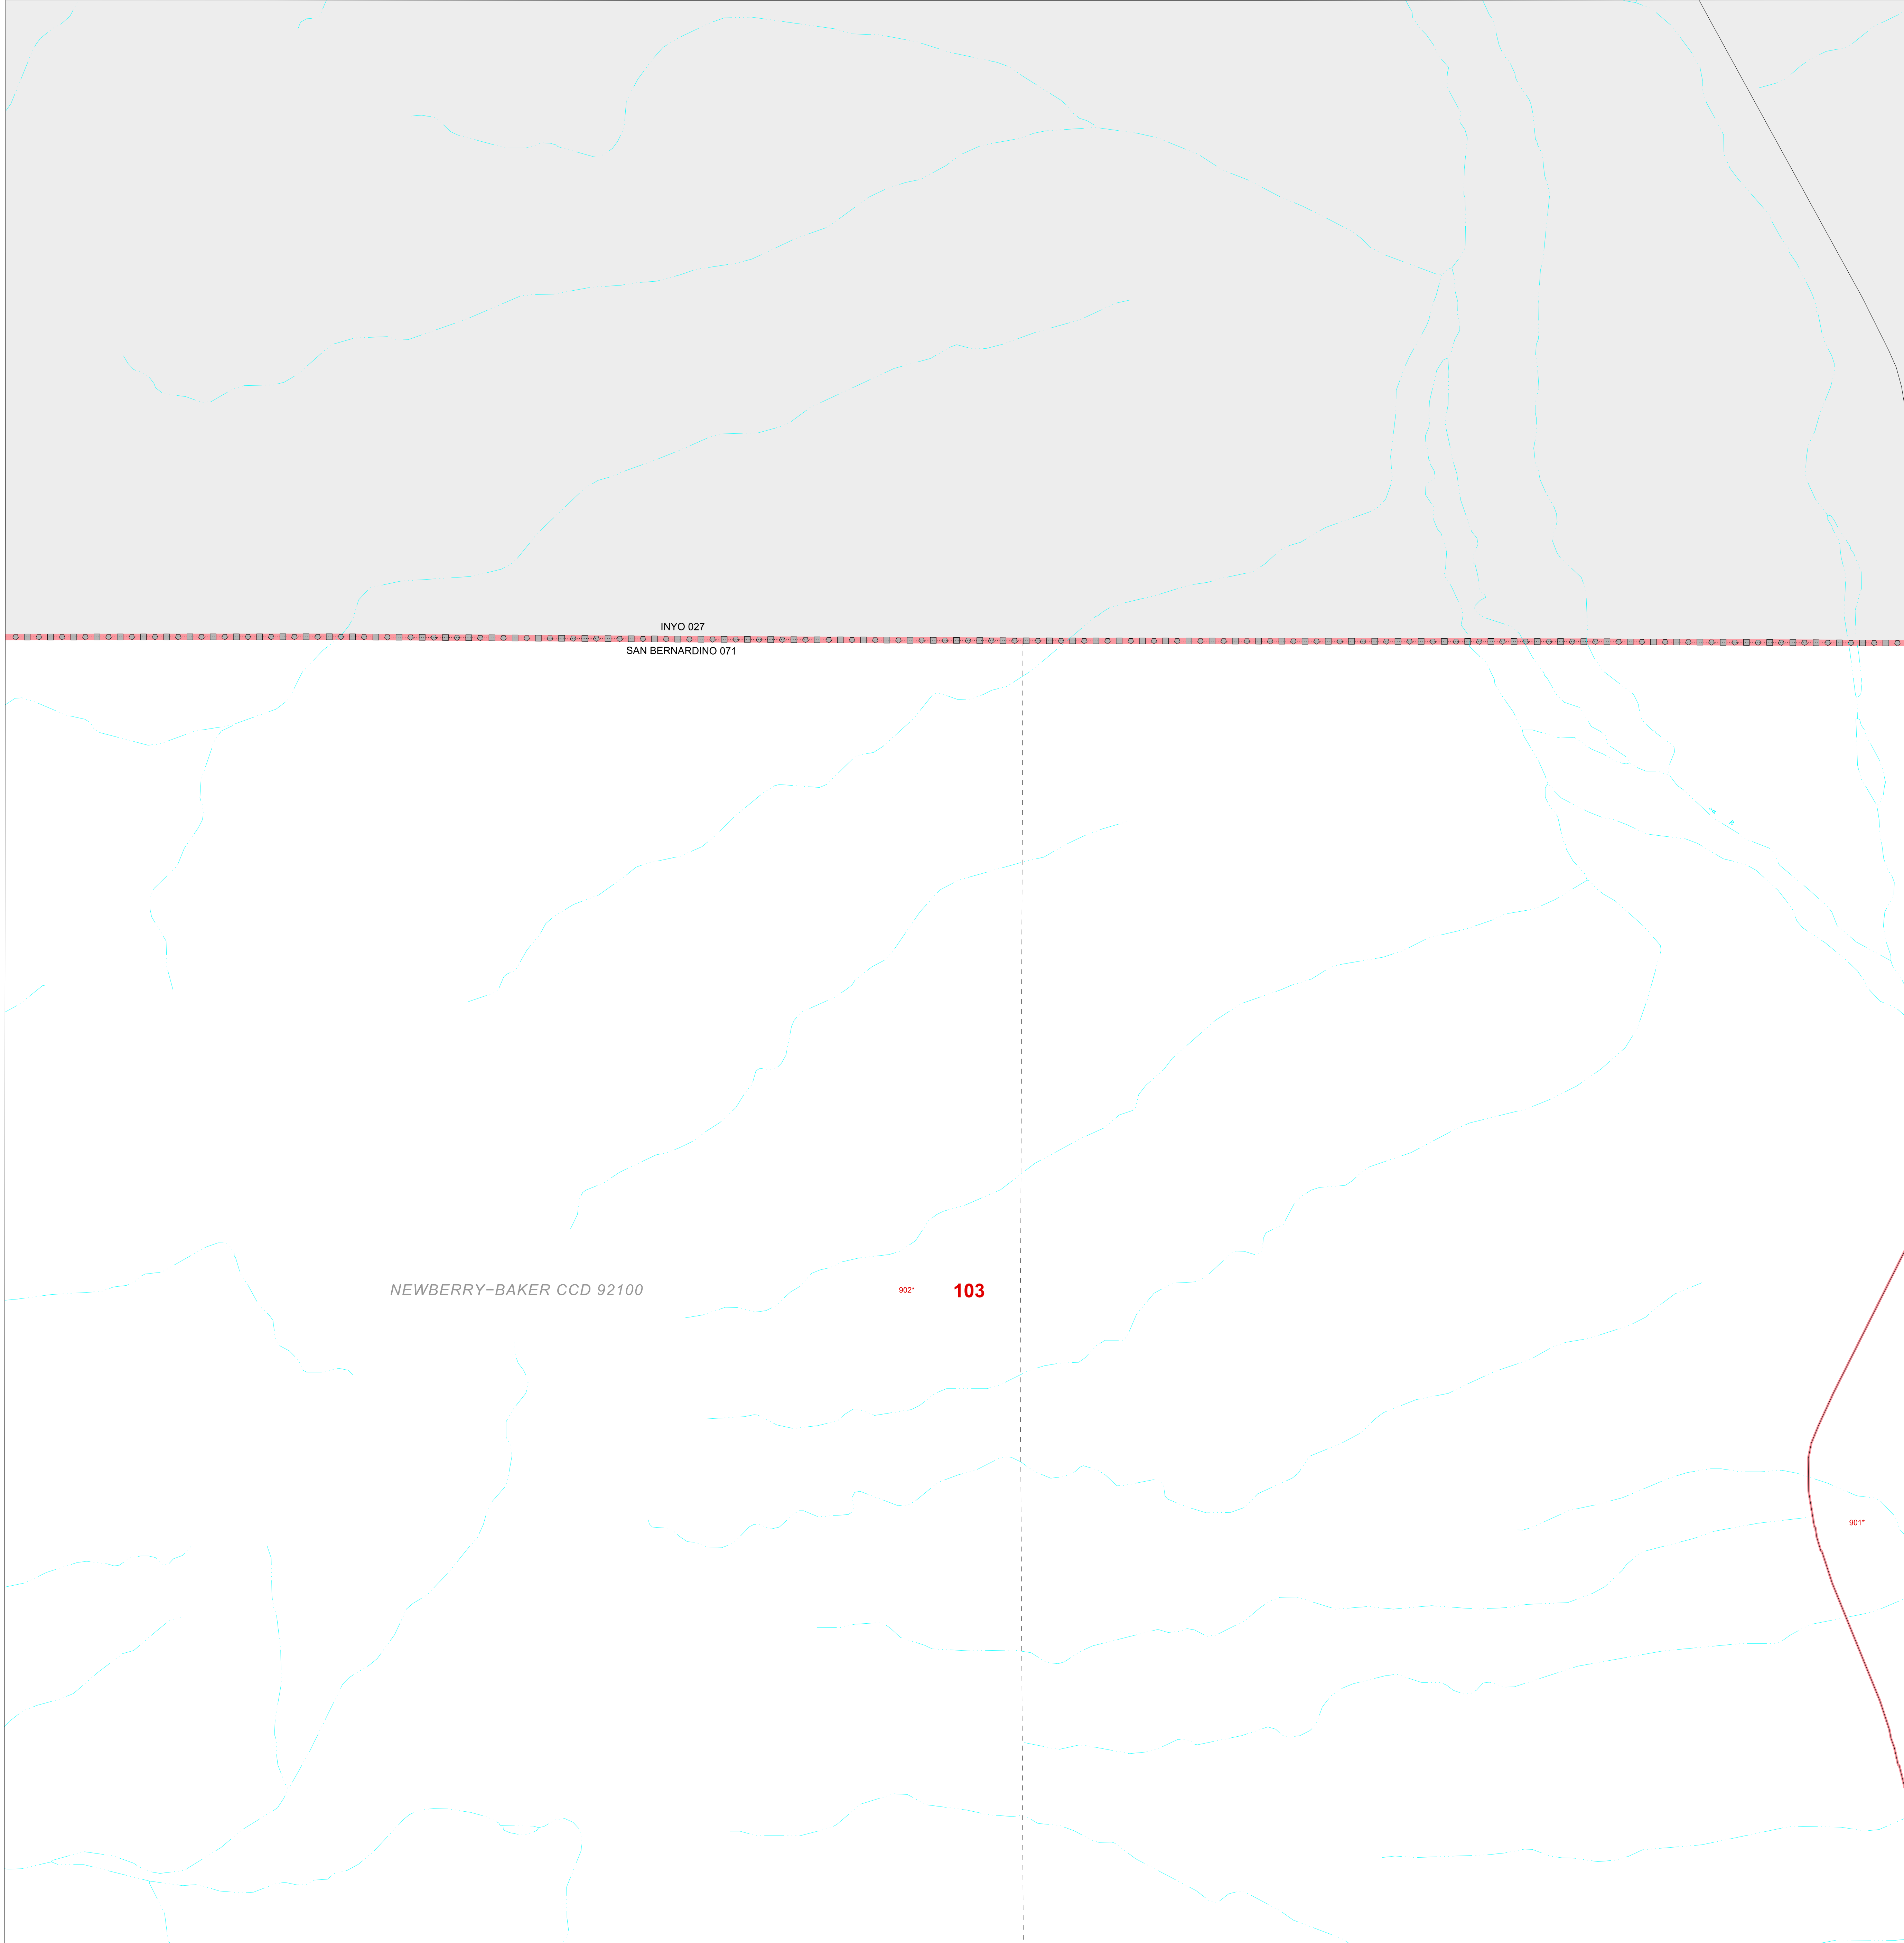 INYO 027
SAN BERNARDINO 071
NEWBERRY−BAKER CCD 92100
902*
103
901*